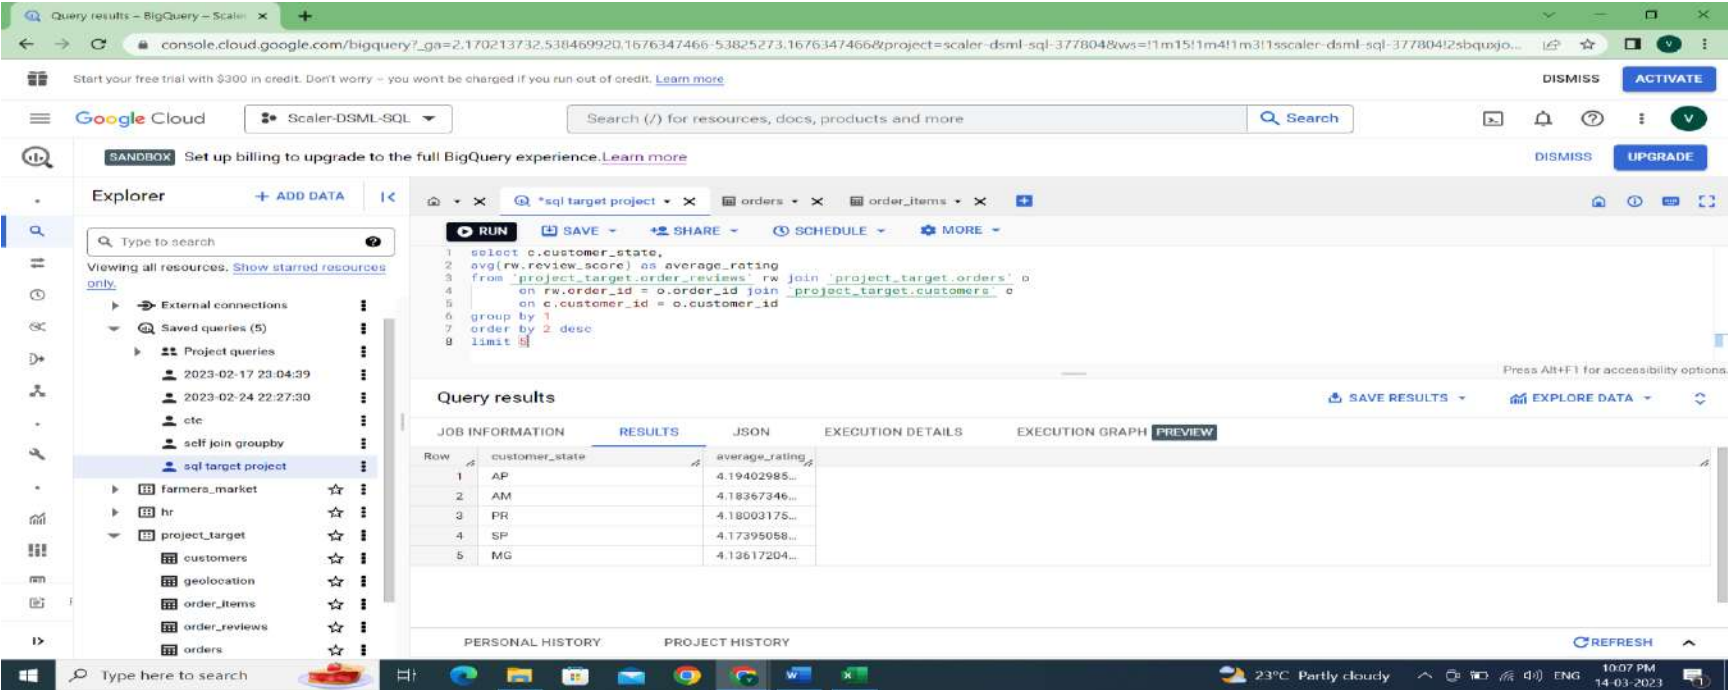 Query results – BigQuery – Scaler
console.cloud.google.com/bigquery?_ga=2.170213732.538469920.1676347466-53825273.1676347466&project=scaler-dsml-sql-377804&ws=!1m15!1m4!1m3!1sscaler-dsml-sql-377804!2sbquxjo...
V
Start your free trial with $300 in credit. Don't worry – you won't be charged if you run out of credit. Learn more
DISMISS
ACTIVATE
Google Cloud
Scaler-DSML-SQL
Search (/) for resources, docs, products and more
Search
V
SANDBOX Set up billing to upgrade to the full BigQuery experience. Learn more
DISMISS
UPGRADE
Explorer
+ ADD DATA
*sql target project
orders
order_items
Type to search
Viewing all resources. Show starred resources
only.
External connections
Saved queries (5)
Project queries
2023-02-17 23:04:39
2023-02-24 22:27:30
cte
self join groupby
sql target project
farmers_market
hr
project_target
customers
geolocation
order_items
order_reviews
orders
RUN
SAVE
SHARE
SCHEDULE
MORE
1 select c.customer_state,
2 avg(rw.review_score) as average_rating
3 from `project_target.order_reviews` rw join `project_target.orders` o
4 on rw.order_id = o.order_id join `project_target.customers` c
5 on c.customer_id = o.customer_id
6 group by 1
7 order by 2 desc
8 limit 5
Press Alt+F1 for accessibility options.
Query results
SAVE RESULTS
EXPLORE DATA
JOB INFORMATION
RESULTS
JSON
EXECUTION DETAILS
EXECUTION GRAPH PREVIEW
Row customer_state average_rating
1 AP 4.19402985...
2 AM 4.18367346...
3 PR 4.18003175...
4 SP 4.17395058...
5 MG 4.13617204...
PERSONAL HISTORY
PROJECT HISTORY
REFRESH
Type here to search
23°C Partly cloudy
ENG
10:07 PM
14-03-2023
1